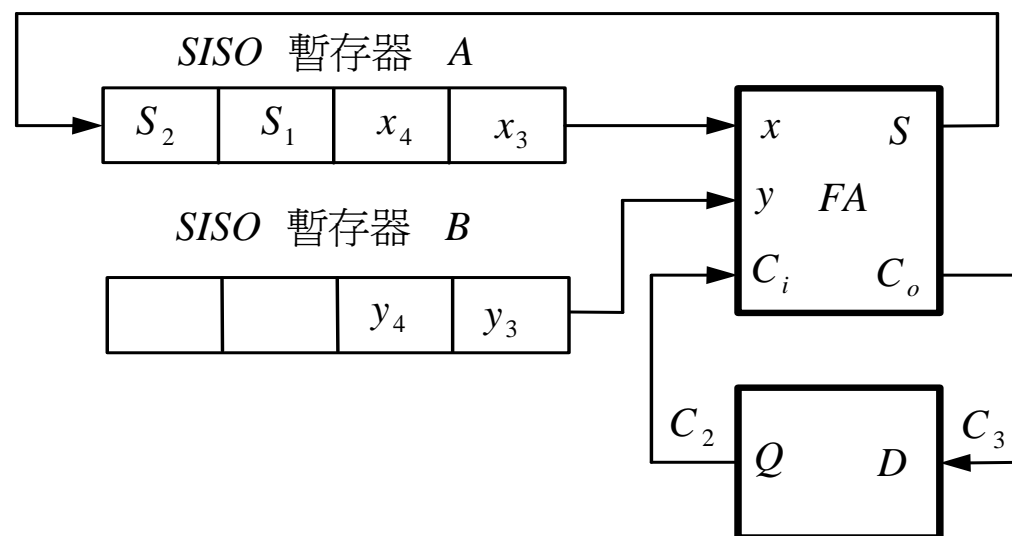 SISO 暫存器 A
S₂ S₁ x₄ x₃
x S
y FA
SISO 暫存器 B
Cᵢ Cₒ
y₄ y₃
C₂ C₃
Q D